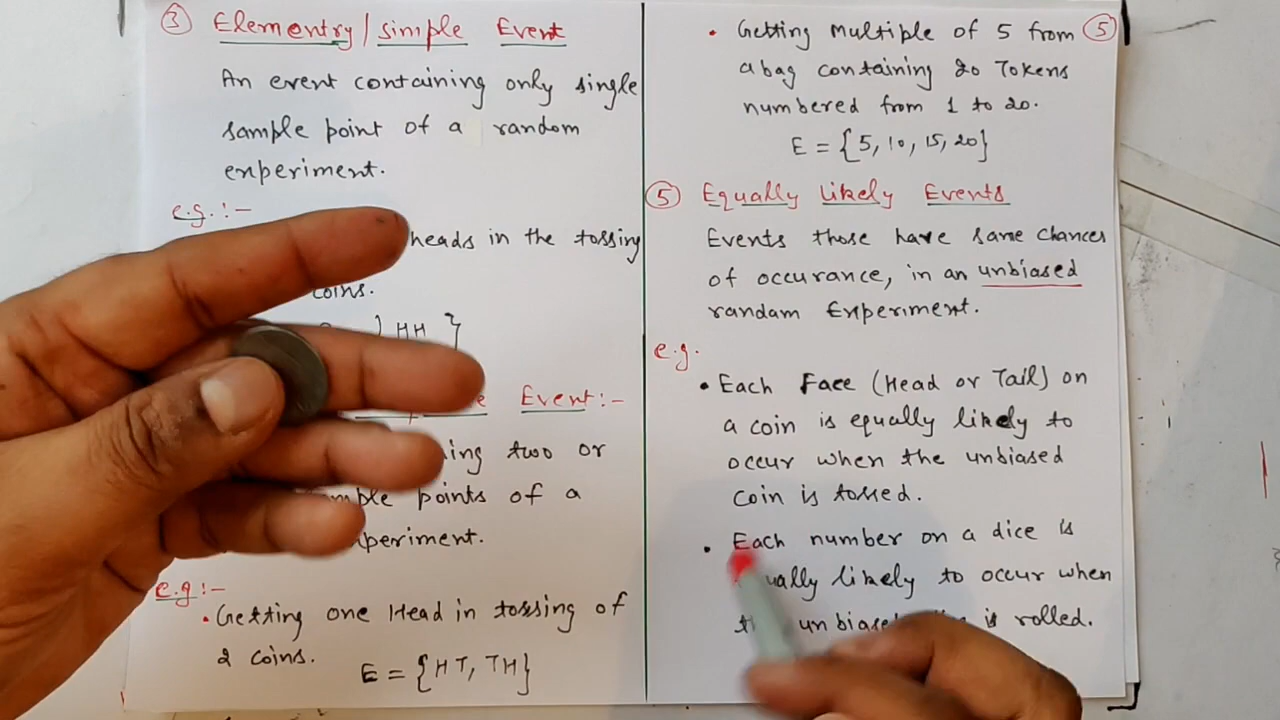 ③ Elementry/simple Event
An event containing only single
sample point of a random
experiment.
e.g.:-
heads in the tossing
coins.
HH }
Event:-
two or
points of a
experiment.
e.g:-
• Getting one Head in tossing of
2 coins.
E = {HT, TH}
⑤
• Getting Multiple of 5 from
a bag containing 20 Tokens
numbered from 1 to 20.
E = {5, 10, 15, 20}
⑤ Equally Likely Events
Events those have same chances
of occurance, in an unbiased
randam Experiment.
e.g.
• Each Face (Head or Tail) on
a coin is equally likely to
occur when the unbiased
coin is tossed.
• Each number on a dice is
equally likely to occur when
unbiased is rolled.